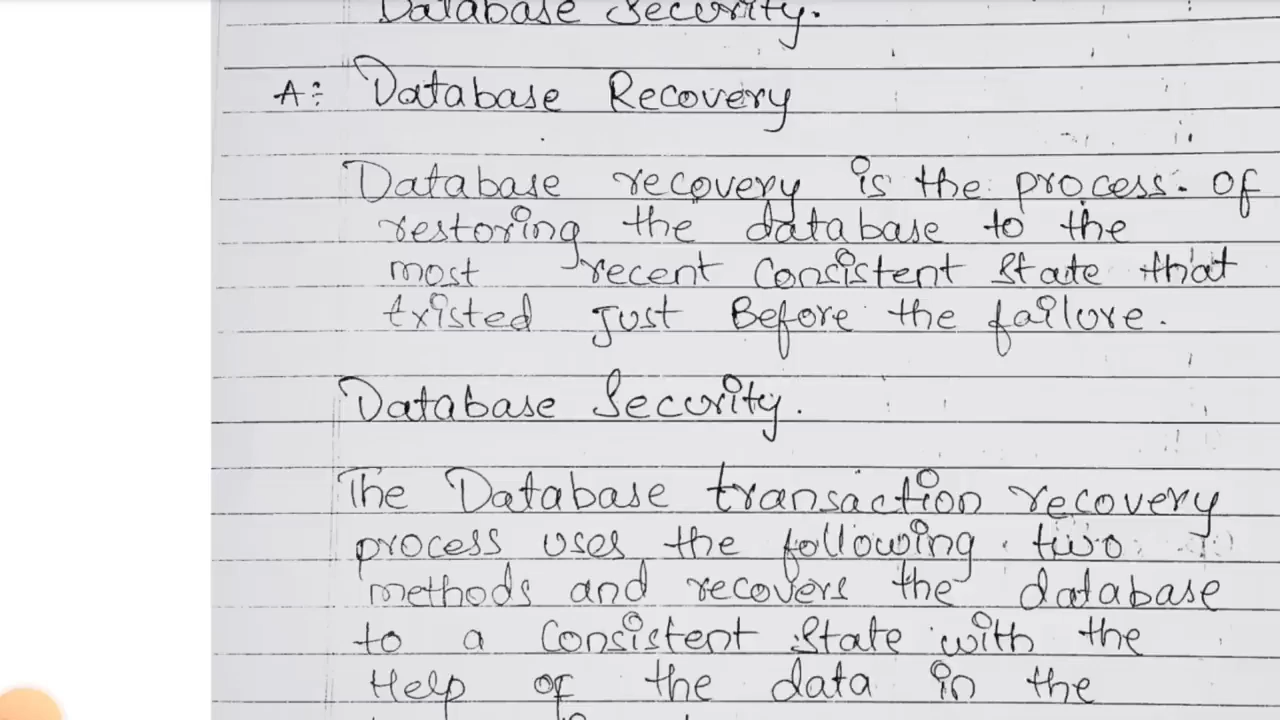 Database Security.
A:- Database Recovery
Database recovery is the process. of
restoring the database to the
most recent Consistent State that
existed just Before the failure.
Database Security.
The Database transaction recovery
process uses the following two
methods and recovers the database
to a Consistent State with the
Help of the data in the